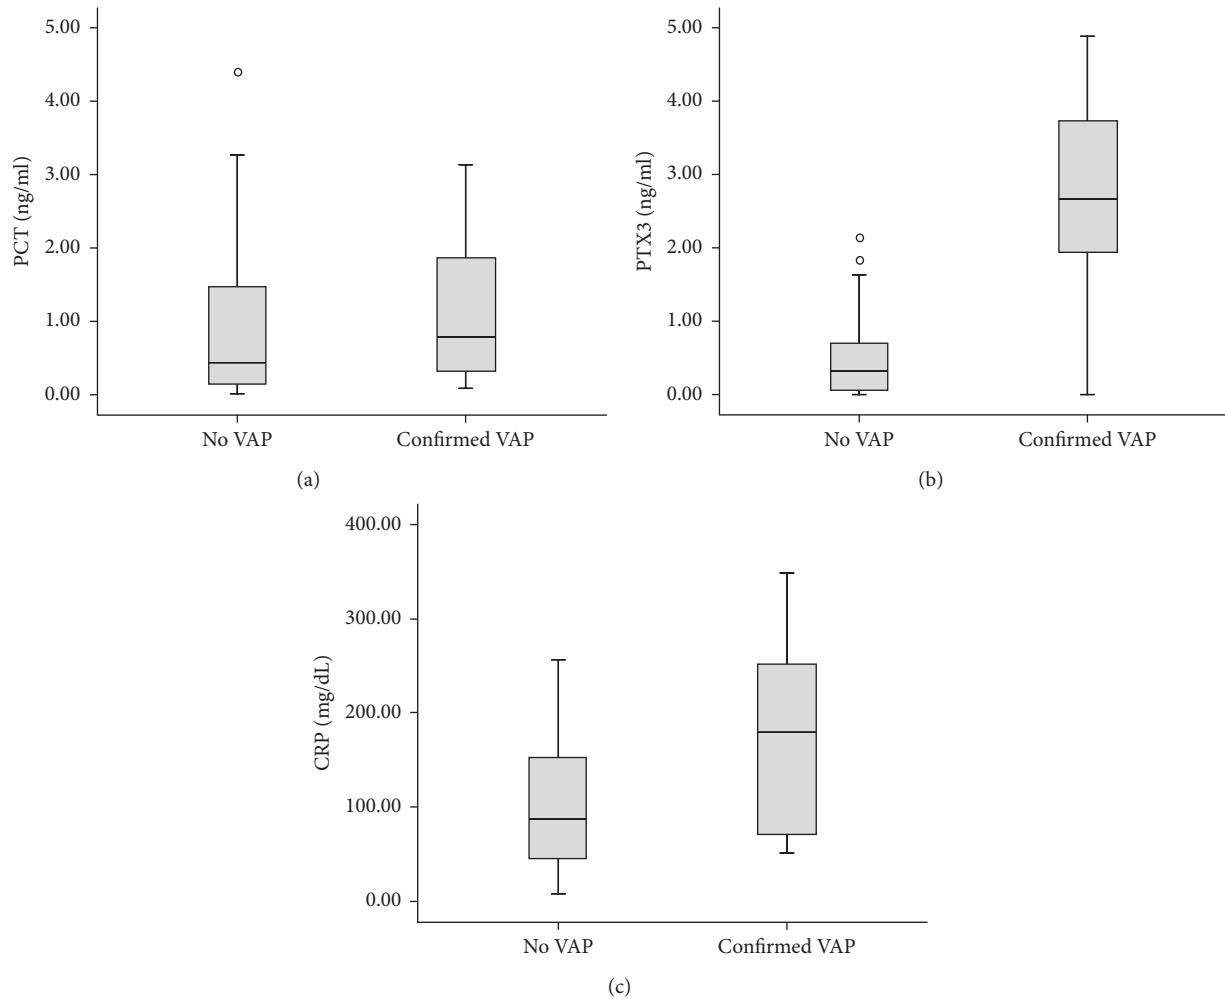 5.00
4.00
3.00
2.00
1.00
0.00
PCT (ng/ml)
No VAP
Confirmed VAP
(a)
5.00
4.00
3.00
2.00
1.00
0.00
PTX3 (ng/ml)
No VAP
Confirmed VAP
(b)
400.00
300.00
200.00
100.00
0.00
CRP (mg/dL)
No VAP
Confirmed VAP
(c)